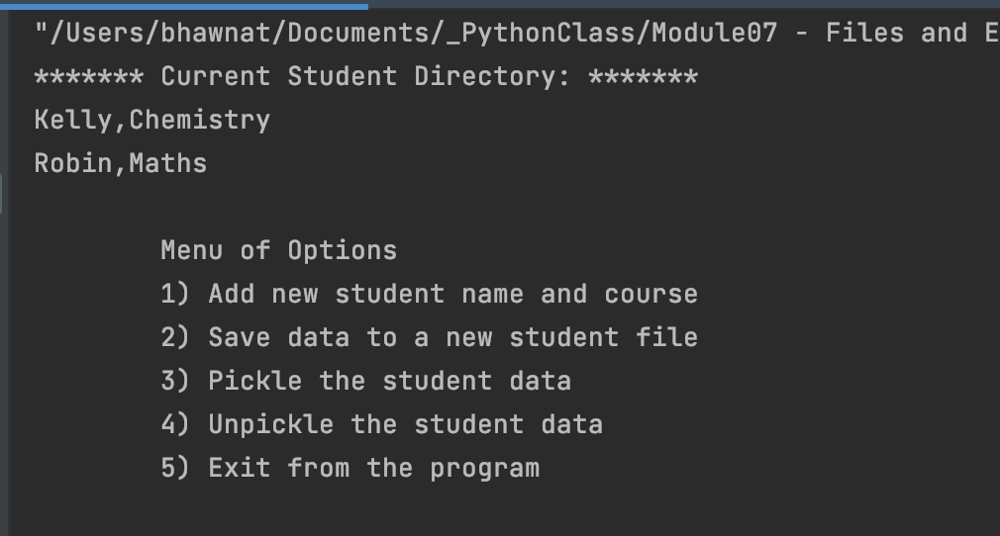 "/Users/bhawnat/Documents/_PythonClass/Module07 - Files and E
******* Current Student Directory: *******
Kelly,Chemistry
Robin,Maths
Menu of Options
1) Add new student name and course
2) Save data to a new student file
3) Pickle the student data
4) Unpickle the student data
5) Exit from the program